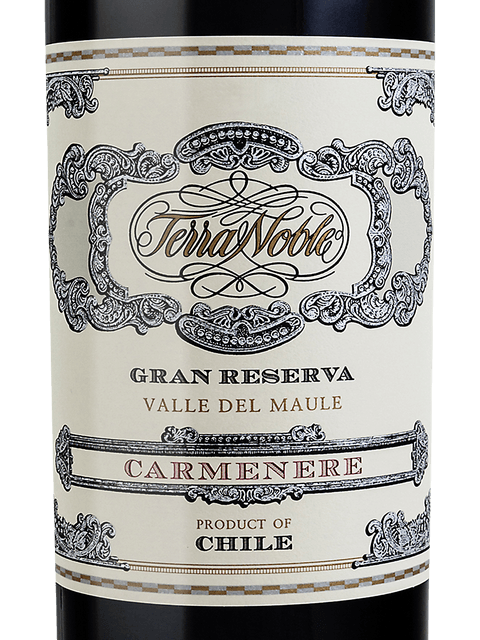 TerraNoble
GRAN RESERVA
VALLE DEL MAULE
CARMENERE
PRODUCT OF
CHILE